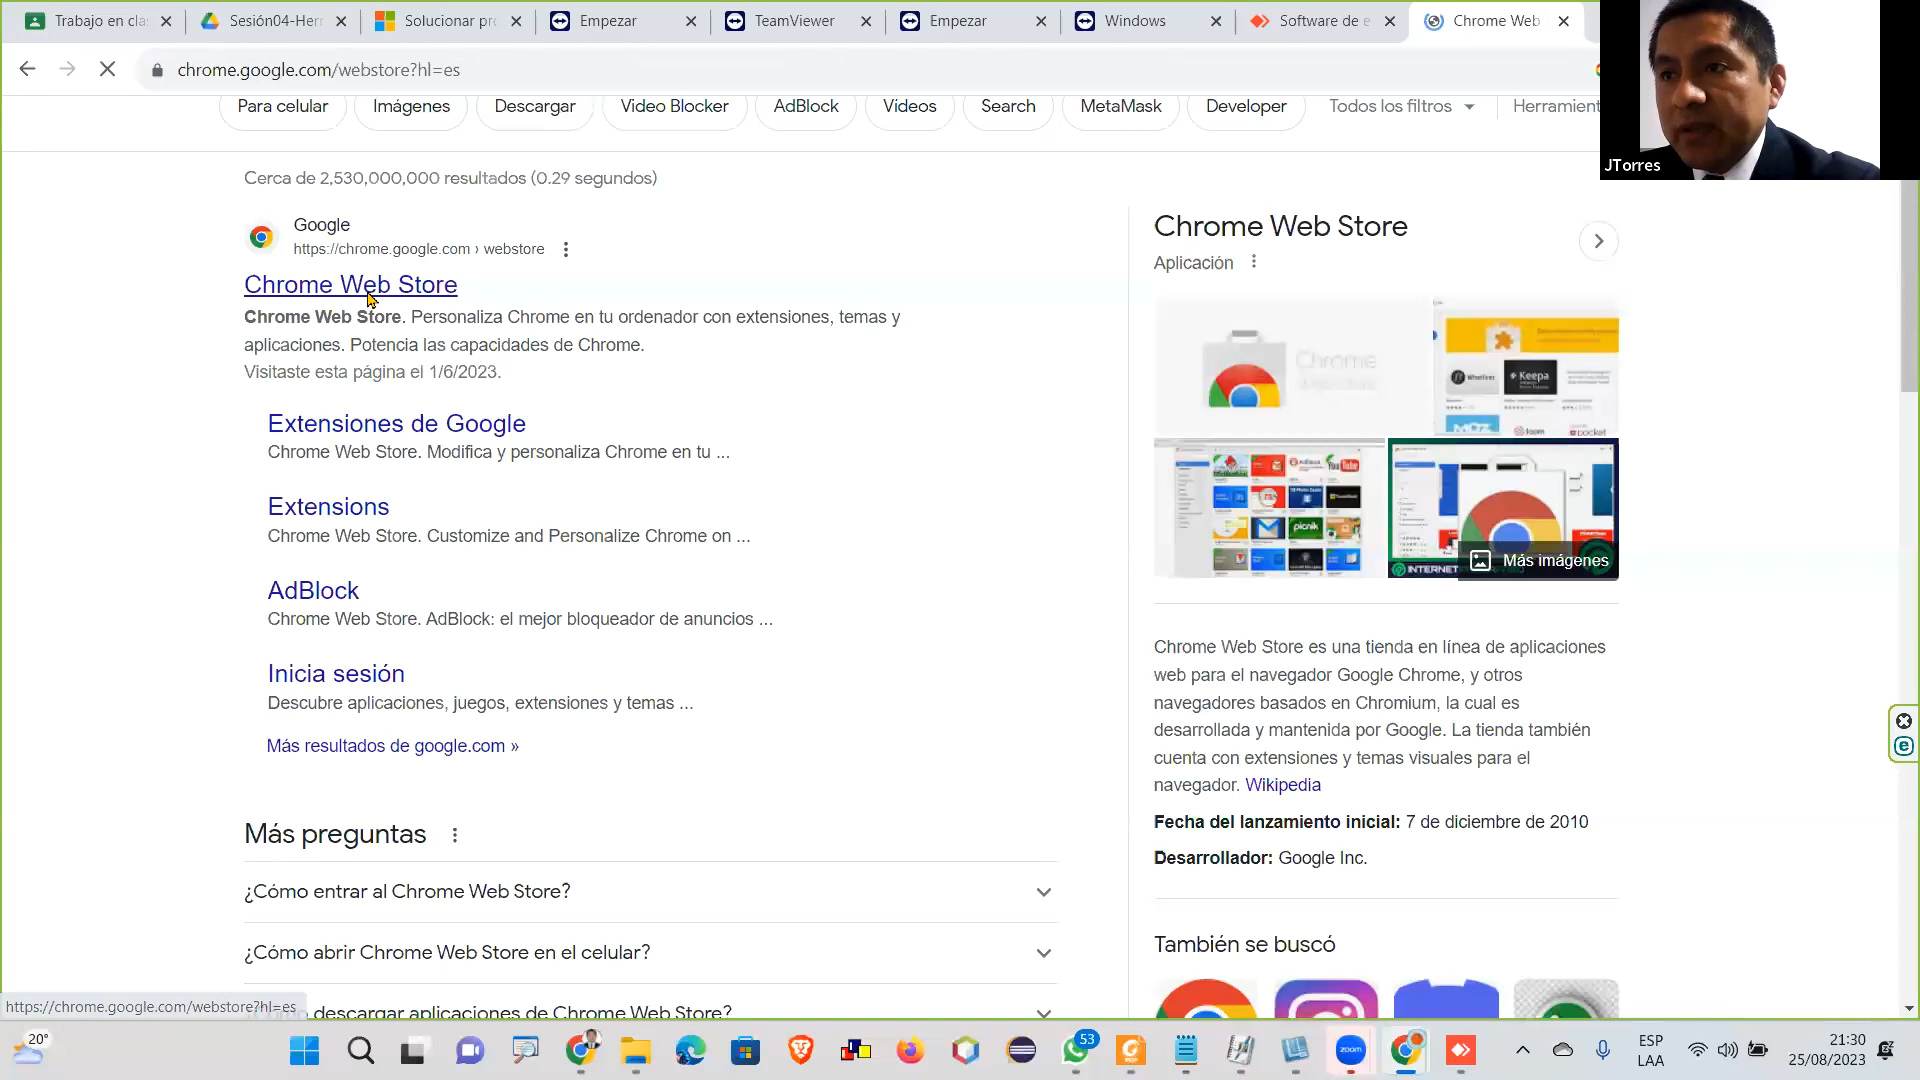 Trabajo en cla
Sesión04-Herr
Solucionar pro
Empezar
TeamViewer
Empezar
Windows
Software de e
Chrome Web
chrome.google.com/webstore?hl=es
Para celular
Imágenes
Descargar
Video Blocker
AdBlock
Videos
Search
MetaMask
Developer
Todos los filtros
Herramient
JTorres
Cerca de 2,530,000,000 resultados (0.29 segundos)
Google
https://chrome.google.com › webstore
Chrome Web Store
Chrome Web Store. Personaliza Chrome en tu ordenador con extensiones, temas y
aplicaciones. Potencia las capacidades de Chrome.
Visitaste esta página el 1/6/2023.
Extensiones de Google
Chrome Web Store. Modifica y personaliza Chrome en tu ...
Extensions
Chrome Web Store. Customize and Personalize Chrome on ...
AdBlock
Chrome Web Store. AdBlock: el mejor bloqueador de anuncios ...
Inicia sesión
Descubre aplicaciones, juegos, extensiones y temas ...
Más resultados de google.com »
Más preguntas
¿Cómo entrar al Chrome Web Store?
¿Cómo abrir Chrome Web Store en el celular?
descargar aplicaciones de Chrome Web Store?
https://chrome.google.com/webstore?hl=es
Chrome Web Store
Aplicación
Chrome
Keepa
loom
pocket
YouTube
picnik
INTERNET
Más imágenes
Chrome Web Store es una tienda en línea de aplicaciones
web para el navegador Google Chrome, y otros
navegadores basados en Chromium, la cual es
desarrollada y mantenida por Google. La tienda también
cuenta con extensiones y temas visuales para el
navegador. Wikipedia
Fecha del lanzamiento inicial: 7 de diciembre de 2010
Desarrollador: Google Inc.
También se buscó
20°
53
zoom
ESP
LAA
21:30
25/08/2023